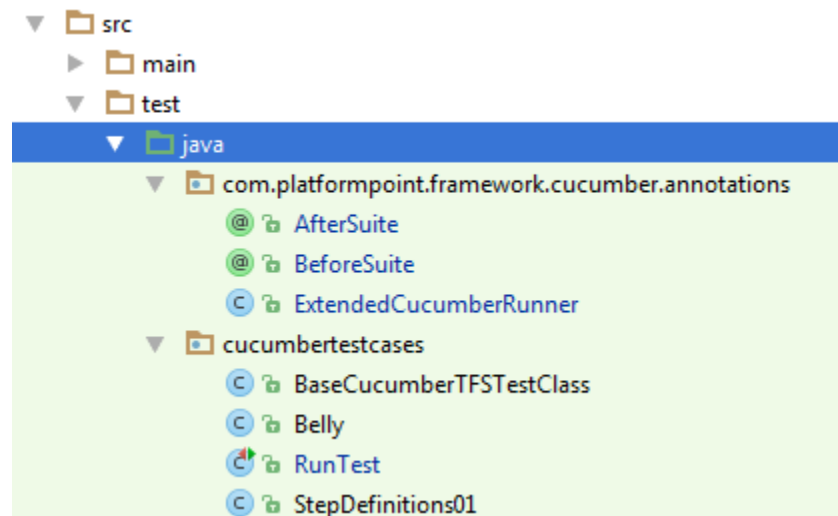 src
main
test
java
com.platformpoint.framework.cucumber.annotations
AfterSuite
BeforeSuite
ExtendedCucumberRunner
cucumbertestcases
BaseCucumberTFSTestClass
Belly
RunTest
StepDefinitions01